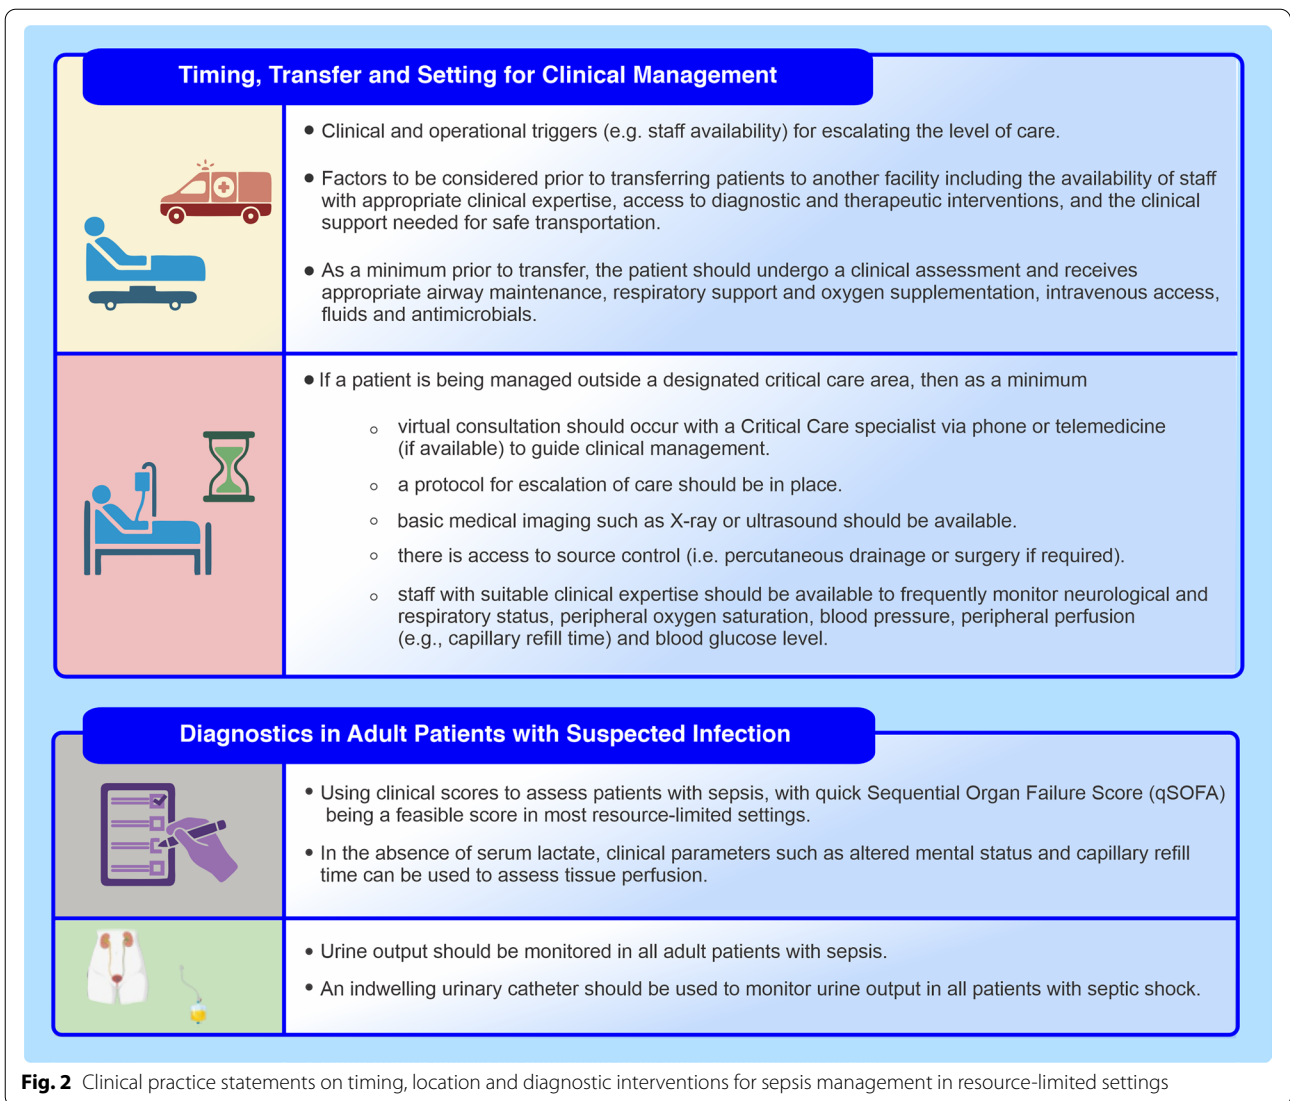 Timing, Transfer and Setting for Clinical Management
● Clinical and operational triggers (e.g. staff availability) for escalating the level of care.
● Factors to be considered prior to transferring patients to another facility including the availability of staff
with appropriate clinical expertise, access to diagnostic and therapeutic interventions, and the clinical
support needed for safe transportation.
● As a minimum prior to transfer, the patient should undergo a clinical assessment and receives
appropriate airway maintenance, respiratory support and oxygen supplementation, intravenous access,
fluids and antimicrobials.
● If a patient is being managed outside a designated critical care area, then as a minimum
○ virtual consultation should occur with a Critical Care specialist via phone or telemedicine
(if available) to guide clinical management.
○ a protocol for escalation of care should be in place.
○ basic medical imaging such as X-ray or ultrasound should be available.
○ there is access to source control (i.e. percutaneous drainage or surgery if required).
○ staff with suitable clinical expertise should be available to frequently monitor neurological and
respiratory status, peripheral oxygen saturation, blood pressure, peripheral perfusion
(e.g., capillary refill time) and blood glucose level.
Diagnostics in Adult Patients with Suspected Infection
● Using clinical scores to assess patients with sepsis, with quick Sequential Organ Failure Score (qSOFA)
being a feasible score in most resource-limited settings.
● In the absence of serum lactate, clinical parameters such as altered mental status and capillary refill
time can be used to assess tissue perfusion.
● Urine output should be monitored in all adult patients with sepsis.
● An indwelling urinary catheter should be used to monitor urine output in all patients with septic shock.
Fig. 2 Clinical practice statements on timing, location and diagnostic interventions for sepsis management in resource-limited settings